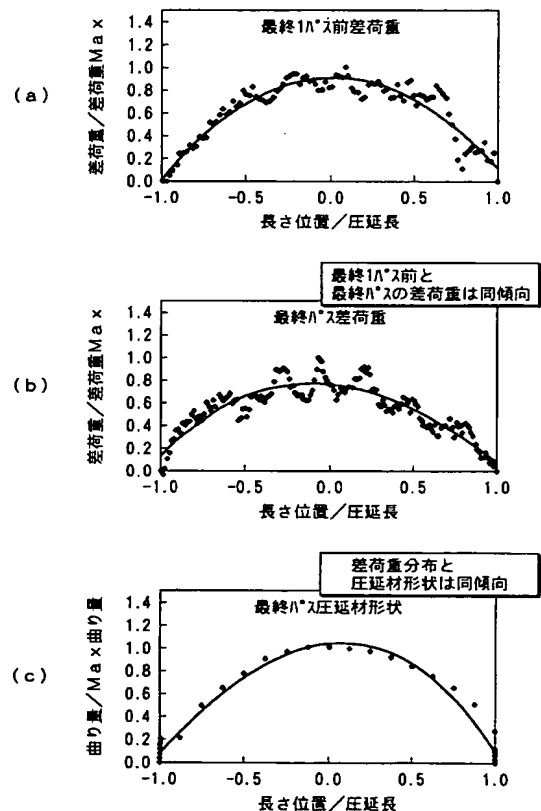 (a)
最終1パス前差荷重
差荷重/差荷重Max
1.4
1.2
1.0
0.8
0.6
0.4
0.2
0.0
-1.0 -0.5 0.0 0.5 1.0
長さ位置/圧延長
最終1パス前と
最終パスの差荷重は同傾向
(b)
最終パス差荷重
差荷重/差荷重Max
1.4
1.2
1.0
0.8
0.6
0.4
0.2
0.0
-1.0 -0.5 0.0 0.5 1.0
長さ位置/圧延長
差荷重分布と
圧延材形状は同傾向
(c)
最終パス圧延材形状
曲り量/Max曲り量
1.4
1.2
1.0
0.8
0.6
0.4
0.2
0.0
-1.0 -0.5 0.0 0.5 1.0
長さ位置/圧延長